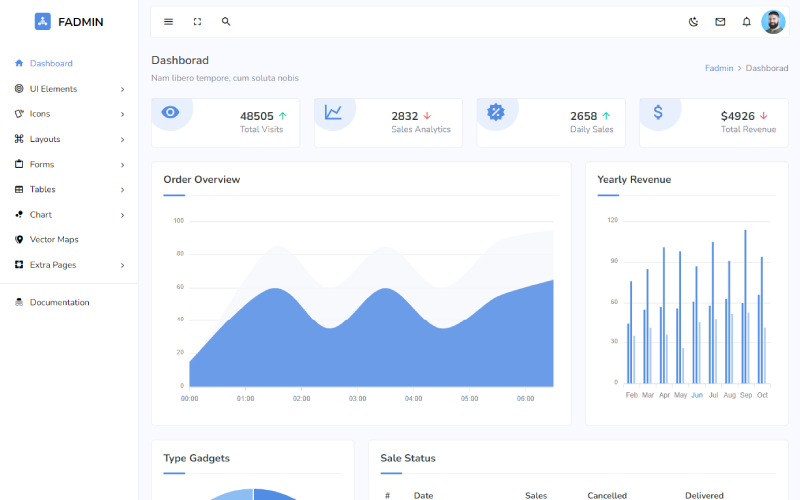 FADMIN
Dashboard
UI Elements
Icons
Layouts
Forms
Tables
Chart
Vector Maps
Extra Pages
Documentation
Dashborad
Nam libero tempore, cum soluta nobis
Fadmin > Dashborad
48505
Total Visits
2832
Sales Analytics
2658
Daily Sales
$4926
Total Revenue
Order Overview
100
80
60
40
20
0
00:00 01:00 02:00 03:00 04:00 05:00 06:00
Yearly Revenue
120
90
60
30
0
Feb Mar Apr May Jun Jul Aug Sep Oct
Type Gadgets
Sale Status
# Date Sales Cancelled Delivered